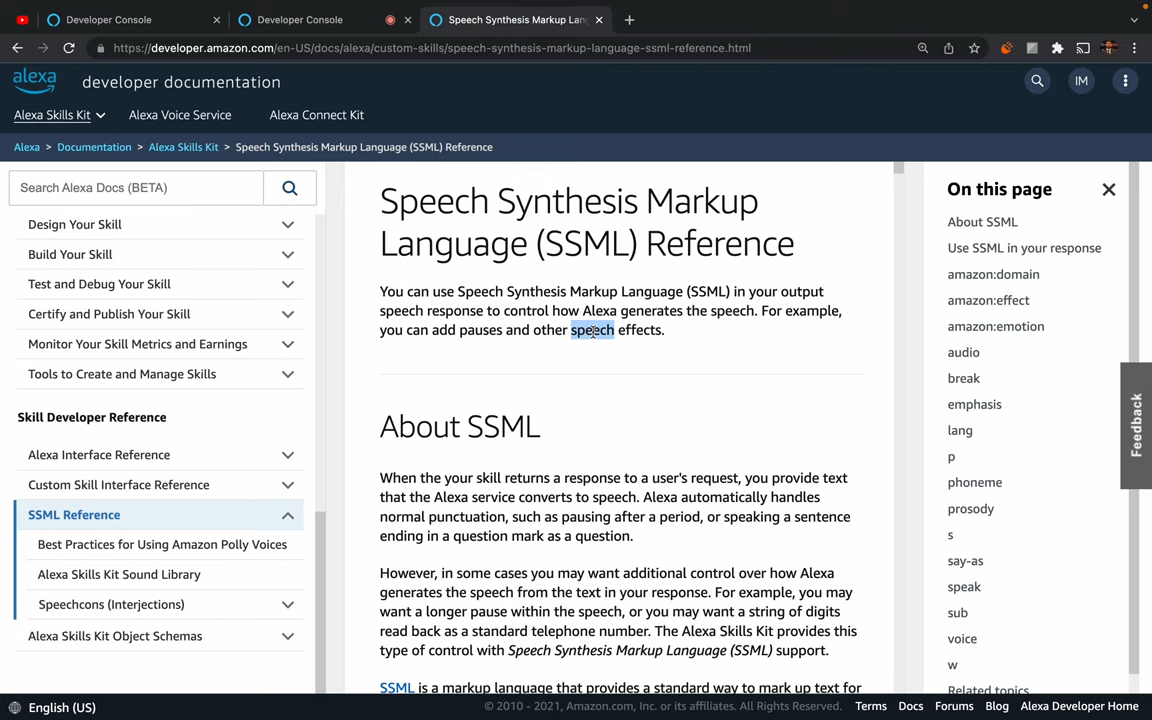 Developer Console
Developer Console
Speech Synthesis Markup Lan
https://developer.amazon.com/en-US/docs/alexa/custom-skills/speech-synthesis-markup-language-ssml-reference.html
alexa
developer documentation
IM
Alexa Skills Kit
Alexa Voice Service
Alexa Connect Kit
Alexa > Documentation > Alexa Skills Kit > Speech Synthesis Markup Language (SSML) Reference
Search Alexa Docs (BETA)
Design Your Skill
Build Your Skill
Test and Debug Your Skill
Certify and Publish Your Skill
Monitor Your Skill Metrics and Earnings
Tools to Create and Manage Skills
Skill Developer Reference
Alexa Interface Reference
Custom Skill Interface Reference
SSML Reference
Best Practices for Using Amazon Polly Voices
Alexa Skills Kit Sound Library
Speechcons (Interjections)
Alexa Skills Kit Object Schemas
Speech Synthesis Markup
Language (SSML) Reference
You can use Speech Synthesis Markup Language (SSML) in your output
speech response to control how Alexa generates the speech. For example,
you can add pauses and other speech effects.
About SSML
When the your skill returns a response to a user's request, you provide text
that the Alexa service converts to speech. Alexa automatically handles
normal punctuation, such as pausing after a period, or speaking a sentence
ending in a question mark as a question.
However, in some cases you may want additional control over how Alexa
generates the speech from the text in your response. For example, you may
want a longer pause within the speech, or you may want a string of digits
read back as a standard telephone number. The Alexa Skills Kit provides this
type of control with Speech Synthesis Markup Language (SSML) support.
SSML is a markup language that provides a standard way to mark up text for
On this page
About SSML
Use SSML in your response
amazon:domain
amazon:effect
amazon:emotion
audio
break
emphasis
lang
p
phoneme
prosody
s
say-as
speak
sub
voice
w
Related topics
Feedback
English (US)
© 2010 - 2021, Amazon.com, Inc. or its affiliates. All Rights Reserved.
Terms
Docs
Forums
Blog
Alexa Developer Home